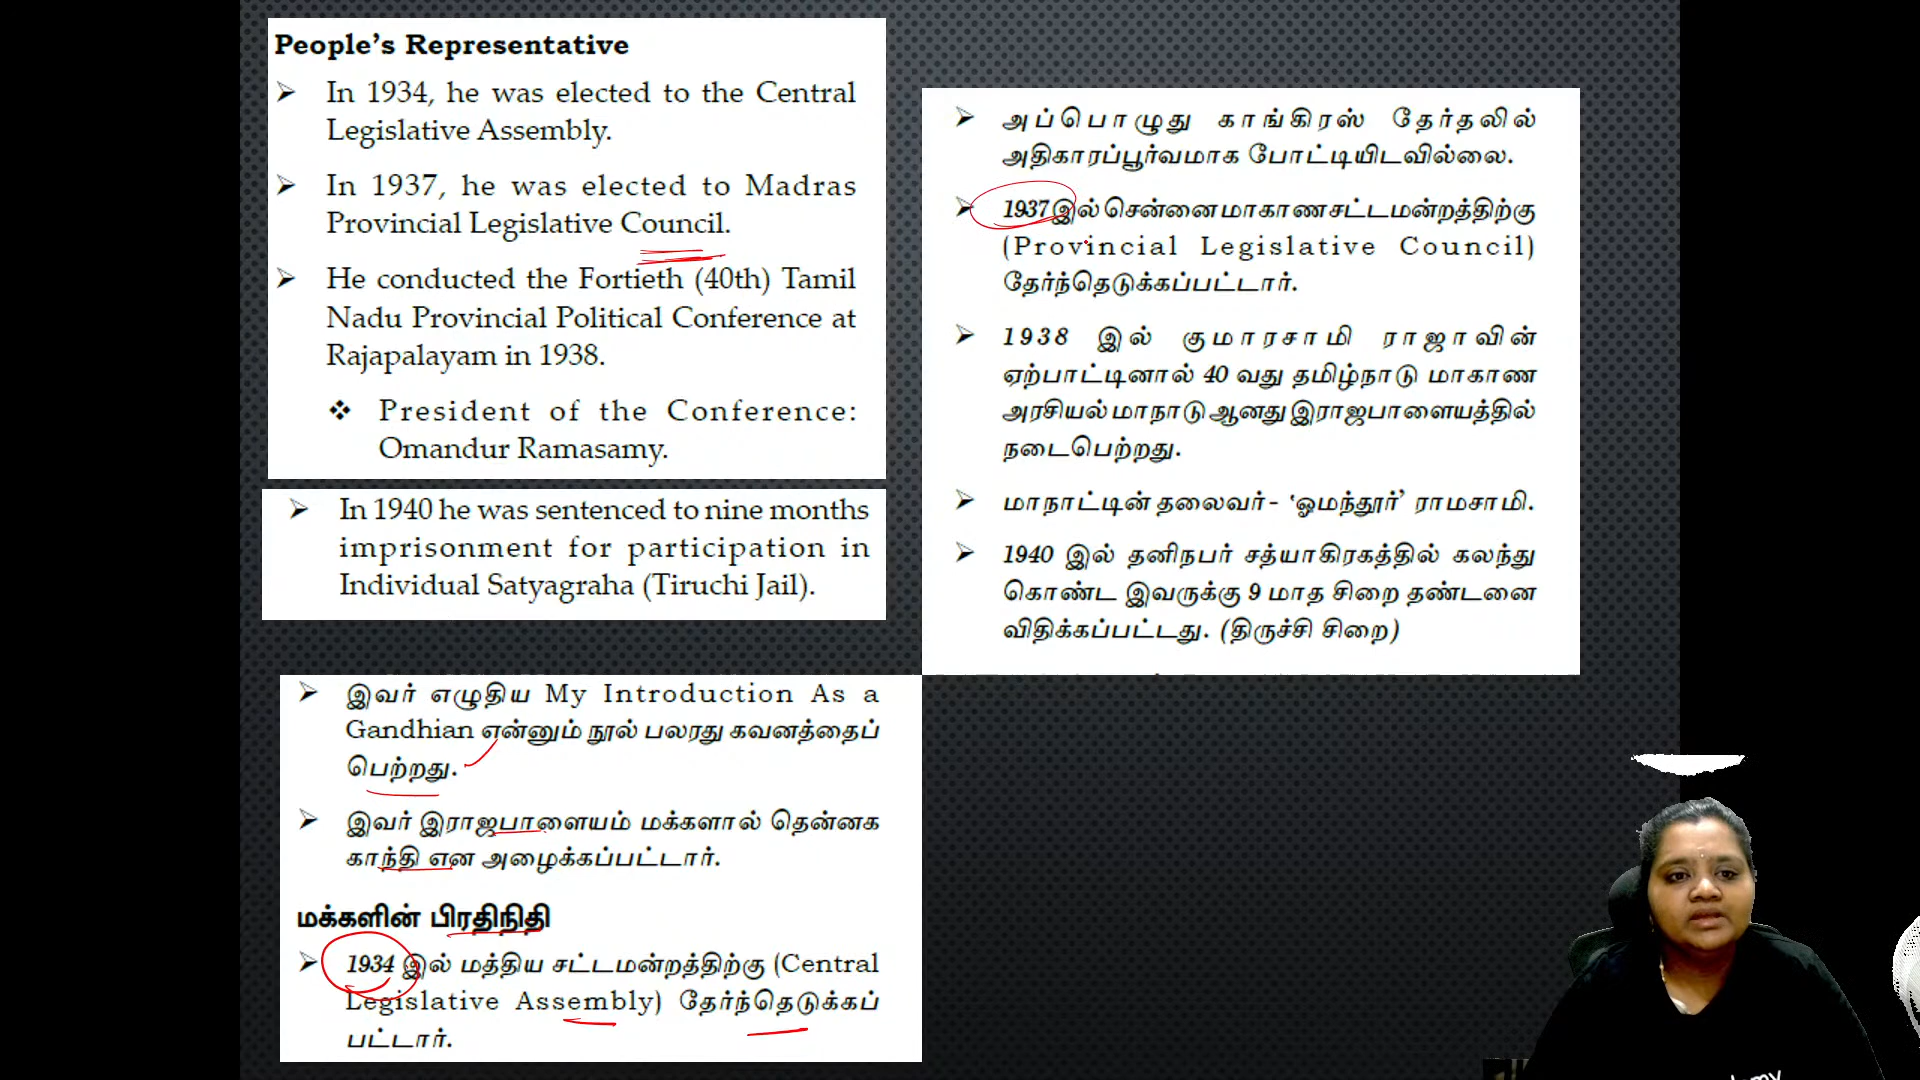 People's Representative
➢ In 1934, he was elected to the Central
Legislative Assembly.
➢ In 1937, he was elected to Madras
Provincial Legislative Council.
➢ He conducted the Fortieth (40th) Tamil
Nadu Provincial Political Conference at
Rajapalayam in 1938.
❖ President of the Conference:
Omandur Ramasamy.
➢ In 1940 he was sentenced to nine months
imprisonment for participation in
Individual Satyagraha (Tiruchi Jail).
➢ இவர் எழுதிய My Introduction As a
Gandhian என்னும் நூல் பலரது கவனத்தைப்
பெற்றது.
➢ இவர் இராஜபாளையம் மக்களால் தென்னக
காந்தி என அழைக்கப்பட்டார்.
மக்களின் பிரதிநிதி
➢ 1934 இல் மத்திய சட்டமன்றத்திற்கு (Central
Legislative Assembly) தேர்ந்தெடுக்கப்
பட்டார்.
➢ அப்பொழுது காங்கிரஸ் தேர்தலில்
அதிகாரப்பூர்வமாக போட்டியிடவில்லை.
➢ 1937இல் சென்னை மாகாண சட்டமன்றத்திற்கு
(Provincial Legislative Council)
தேர்ந்தெடுக்கப்பட்டார்.
➢ 1938 இல் குமாரசாமி ராஜாவின்
ஏற்பாட்டினால் 40 வது தமிழ்நாடு மாகாண
அரசியல் மாநாடு ஆனது இராஜபாளையத்தில்
நடைபெற்றது.
➢ மாநாட்டின் தலைவர் - 'ஓமந்தூர்' ராமசாமி.
➢ 1940 இல் தனிநபர் சத்யாகிரகத்தில் கலந்து
கொண்ட இவருக்கு 9 மாத சிறை தண்டனை
விதிக்கப்பட்டது. (திருச்சி சிறை)